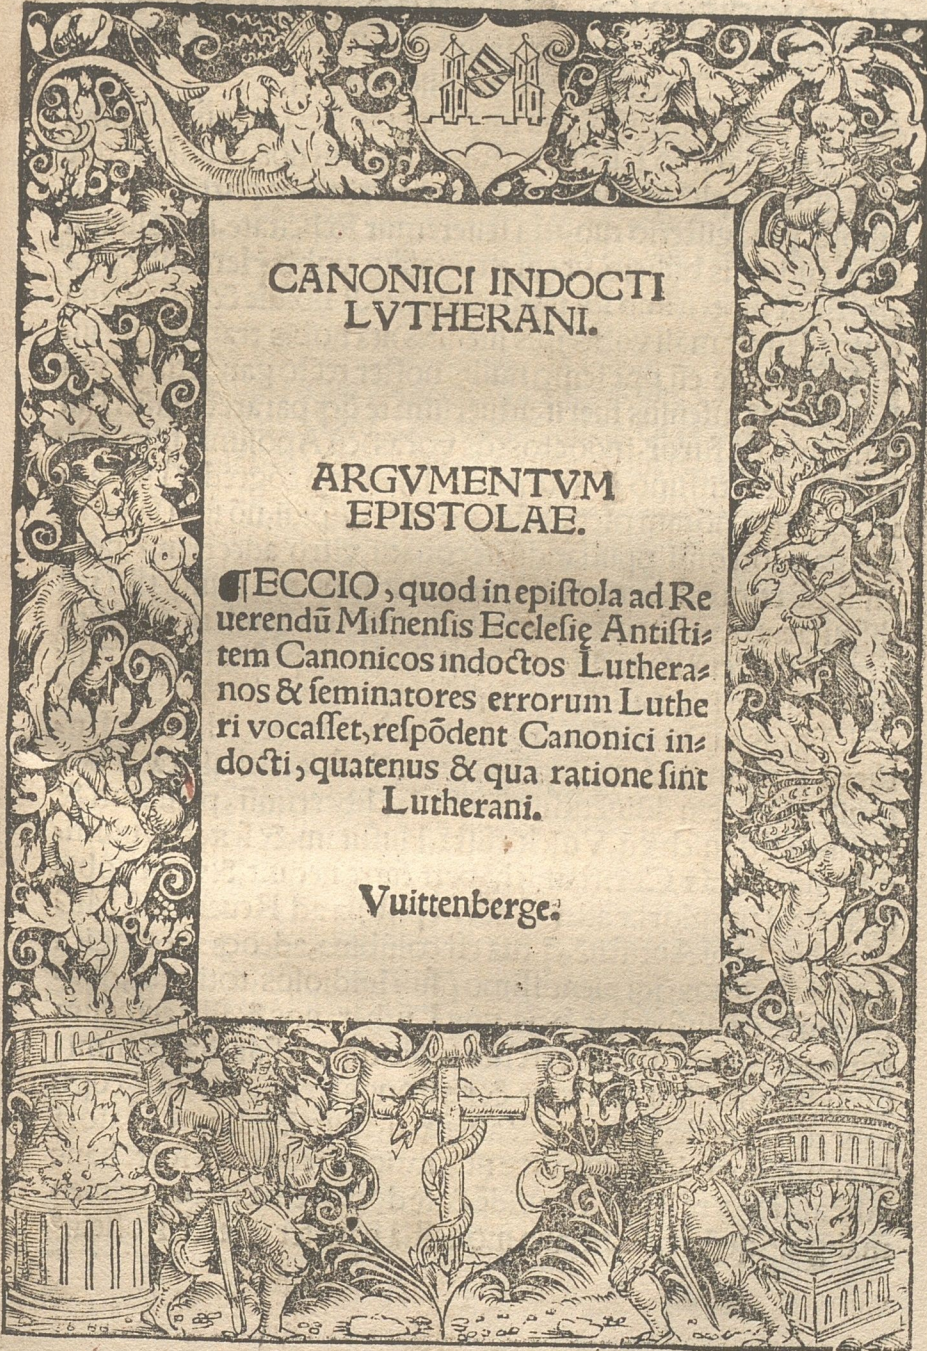 CANONICI INDOCTI
LVTHERANI.
ARGVMENTVM
EPISTOLAE.
¶ECCIO, quod in epiſtola ad Re
uerendū Miſnenſis Eccleſię Antiſti⸗
tem Canonicos indoctos Luthera⸗
nos & ſeminatores errorum Luthe
ri vocaſſet, reſpōdent Canonici in⸗
docti, quatenus & qua ratione ſint
Lutherani.
Vuittenberge.